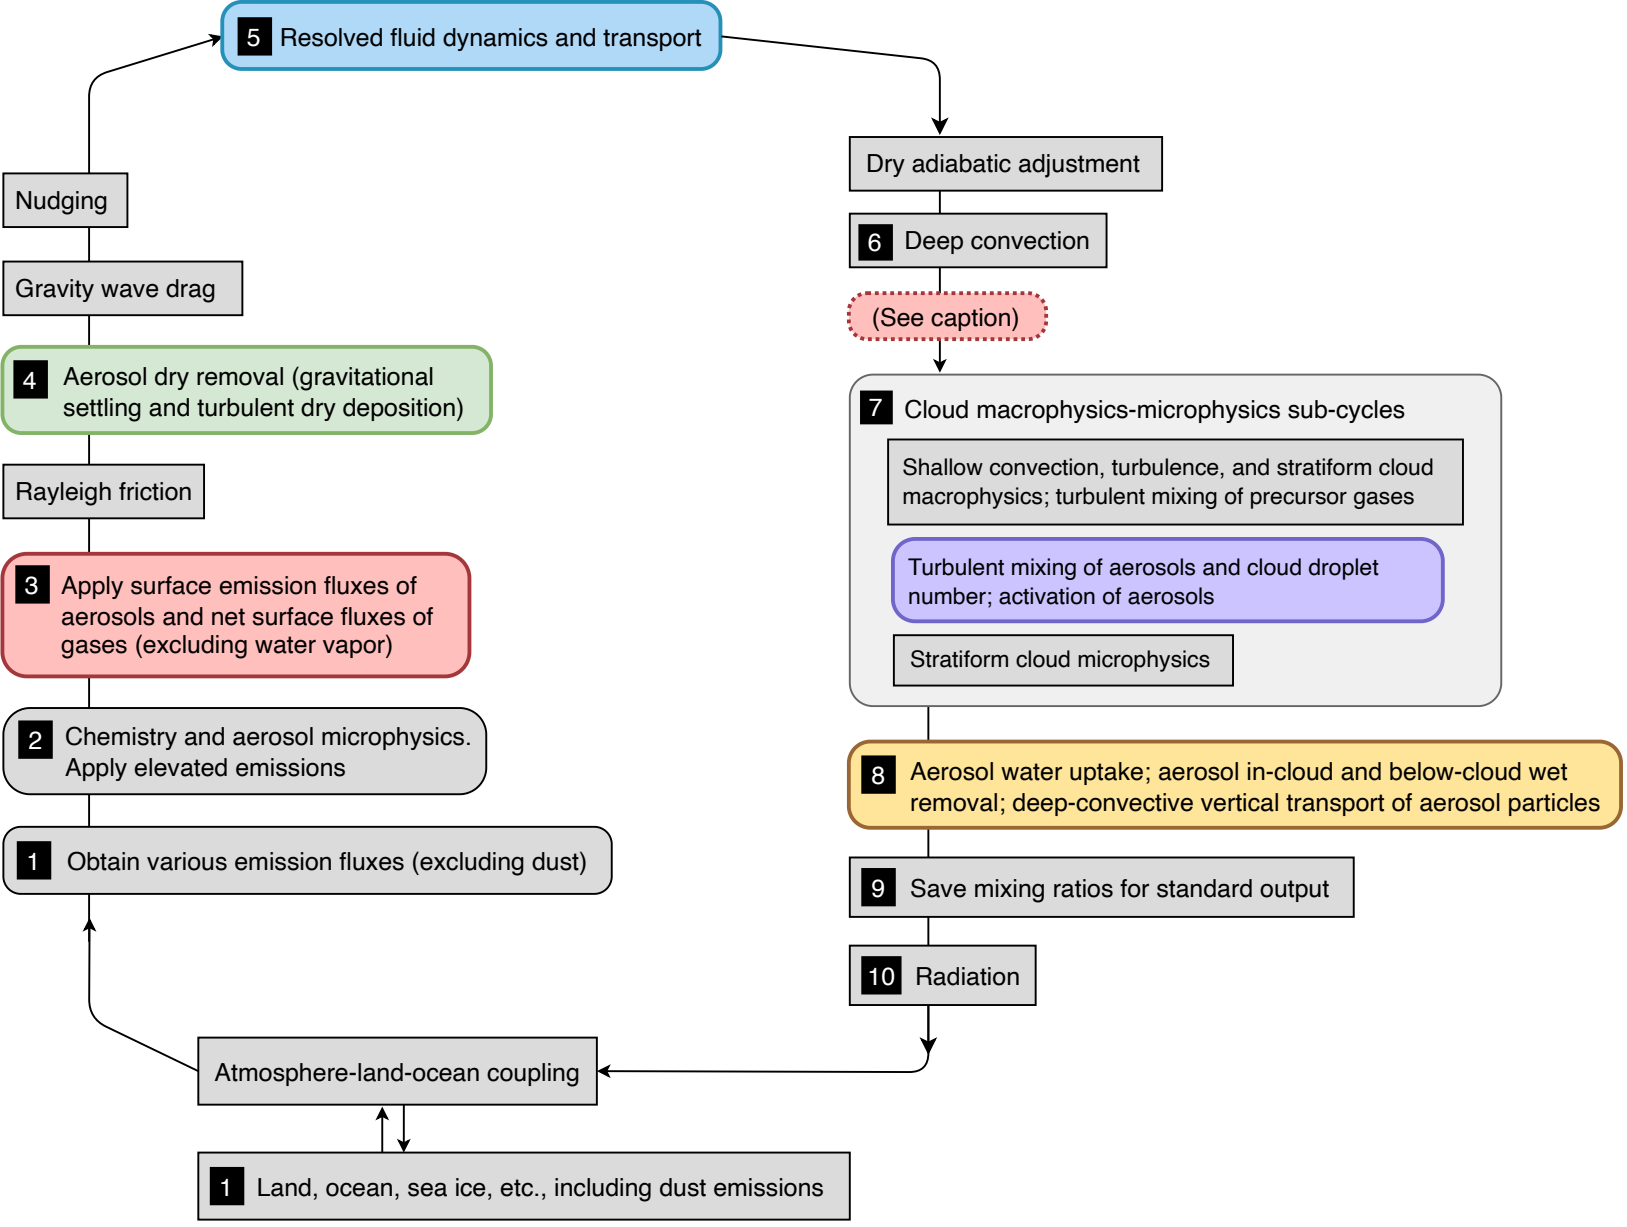 5 Resolved fluid dynamics and transport
Dry adiabatic adjustment
6 Deep convection
(See caption)
7 Cloud macrophysics-microphysics sub-cycles
Shallow convection, turbulence, and stratiform cloud
macrophysics; turbulent mixing of precursor gases
Turbulent mixing of aerosols and cloud droplet
number; activation of aerosols
Stratiform cloud microphysics
8 Aerosol water uptake; aerosol in-cloud and below-cloud wet
removal; deep-convective vertical transport of aerosol particles
9 Save mixing ratios for standard output
10 Radiation
Nudging
Gravity wave drag
4 Aerosol dry removal (gravitational
settling and turbulent dry deposition)
Rayleigh friction
3 Apply surface emission fluxes of
aerosols and net surface fluxes of
gases (excluding water vapor)
2 Chemistry and aerosol microphysics.
Apply elevated emissions
1 Obtain various emission fluxes (excluding dust)
Atmosphere-land-ocean coupling
1 Land, ocean, sea ice, etc., including dust emissions